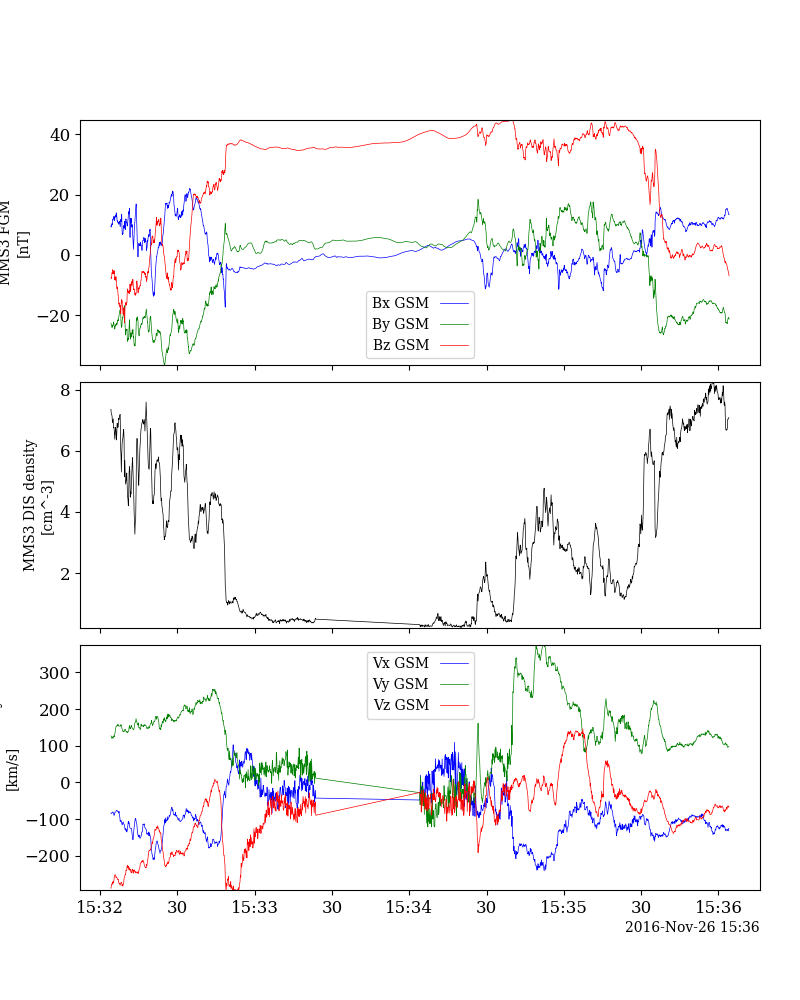 40
20
0
−20
MMS3 FGM
[nT]
Bx GSM
By GSM
Bz GSM
8
6
4
2
MMS3 DIS density
[cm^-3]
300
200
100
0
−100
−200
[km/s]
Vx GSM
Vy GSM
Vz GSM
15:32 30 15:33 30 15:34 30 15:35 30 15:36
2016-Nov-26 15:36